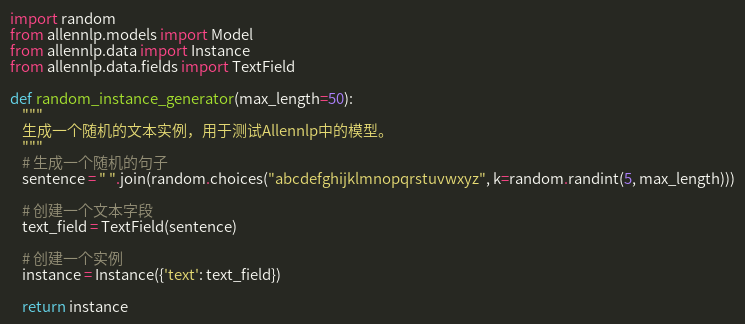 import random
from allennlp.models import Model
from allennlp.data import Instance
from allennlp.data.fields import TextField

def random_instance_generator(max_length=50):
    """
    生成一个随机的文本实例，用于测试Allennlp中的模型。
    """
    # 生成一个随机的句子
    sentence = " ".join(random.choices("abcdefghijklmnopqrstuvwxyz", k=random.randint(5, max_length)))

    # 创建一个文本字段
    text_field = TextField(sentence)

    # 创建一个实例
    instance = Instance({'text': text_field})

    return instance